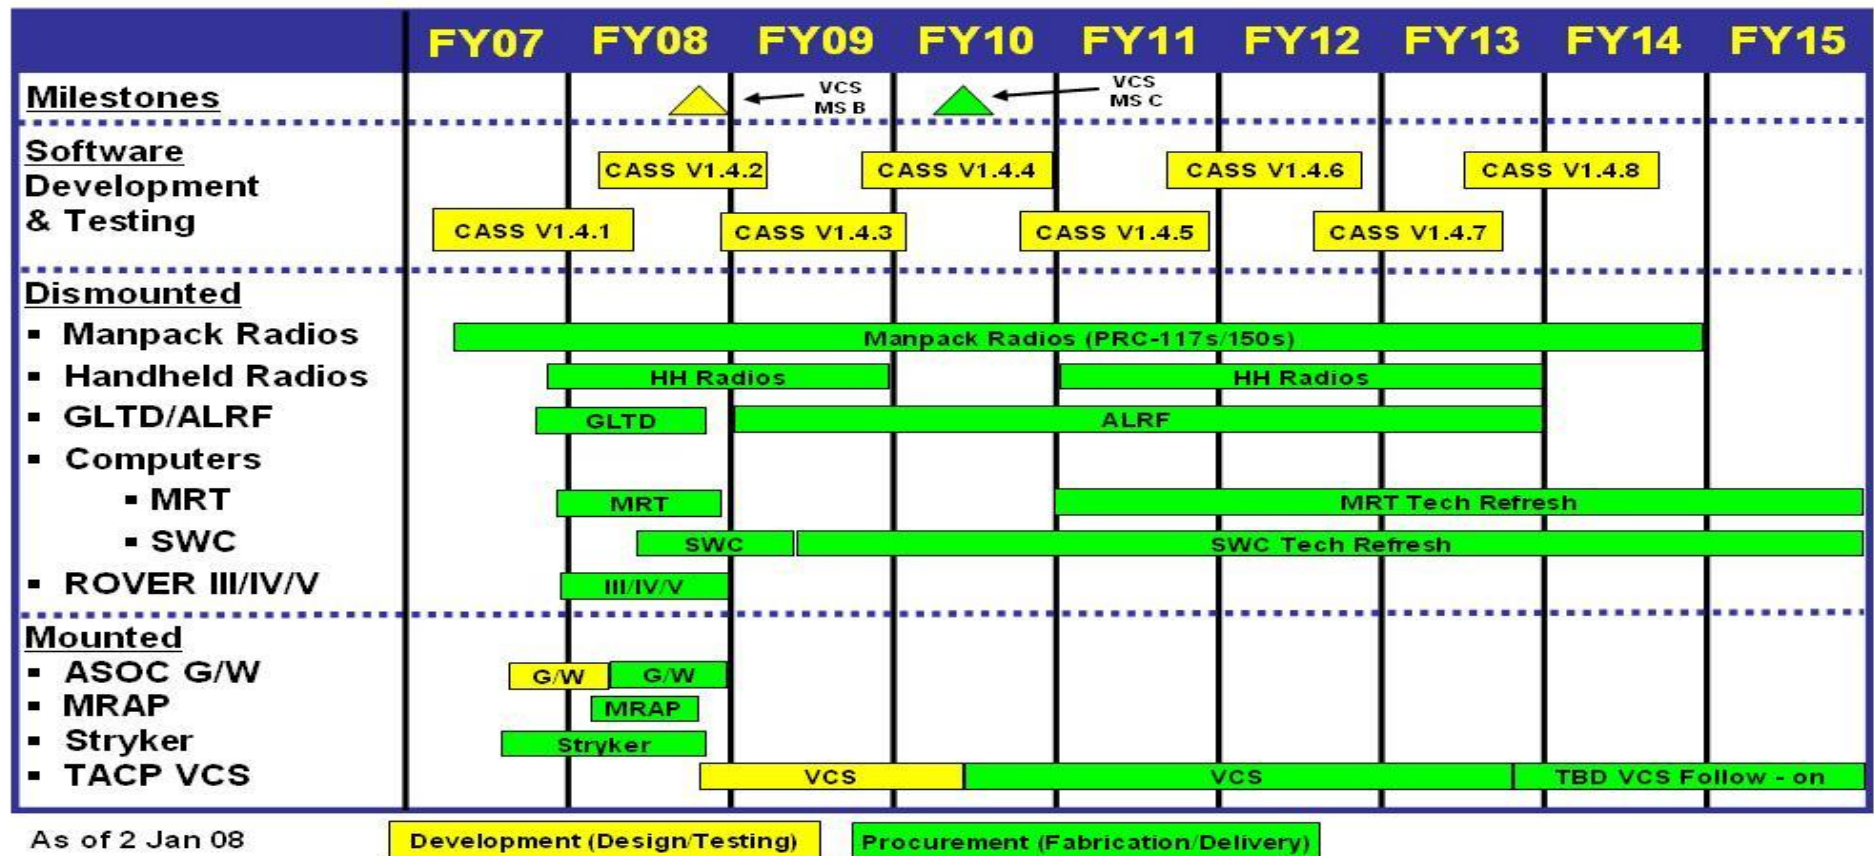 FY07 FY08 FY09 FY10 FY11 FY12 FY13 FY14 FY15
Milestones
VCS
MS B
VCS
MS C
Software
Development
& Testing
CASS V1.4.2 CASS V1.4.4 CASS V1.4.6 CASS V1.4.8
CASS V1.4.1 CASS V1.4.3 CASS V1.4.5 CASS V1.4.7
Dismounted
▪ Manpack Radios Manpack Radios (PRC-117s/150s)
▪ Handheld Radios HH Radios HH Radios
▪ GLTD/ALRF GLTD ALRF
▪ Computers
▪ MRT MRT MRT Tech Refresh
▪ SWC SWC SWC Tech Refresh
▪ ROVER III/IV/V III/IV/V
Mounted
▪ ASOC G/W G/W G/W
▪ MRAP MRAP
▪ Stryker Stryker
▪ TACP VCS VCS VCS TBD VCS Follow - on
As of 2 Jan 08 Development (Design/Testing) Procurement (Fabrication/Delivery)